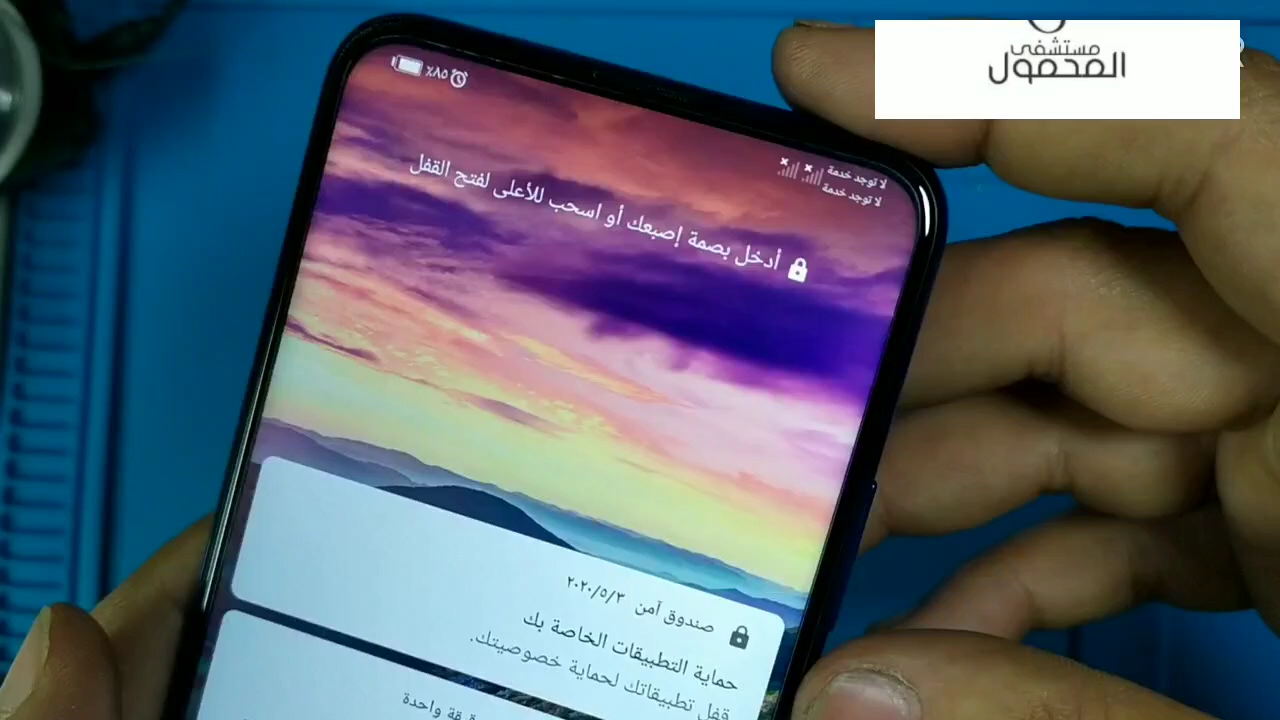 مستشفى
المحمول
R
٪٨٥
لا توجد خدمة
لا توجد خدمة
أدخل بصمة إصبعك أو اسحب للأعلى لفتح القفل
صندوق آمن ٢٠٢٠/٥/٣
حماية التطبيقات الخاصة بك
قفل تطبيقاتك لحماية خصوصيتك.
واحدة